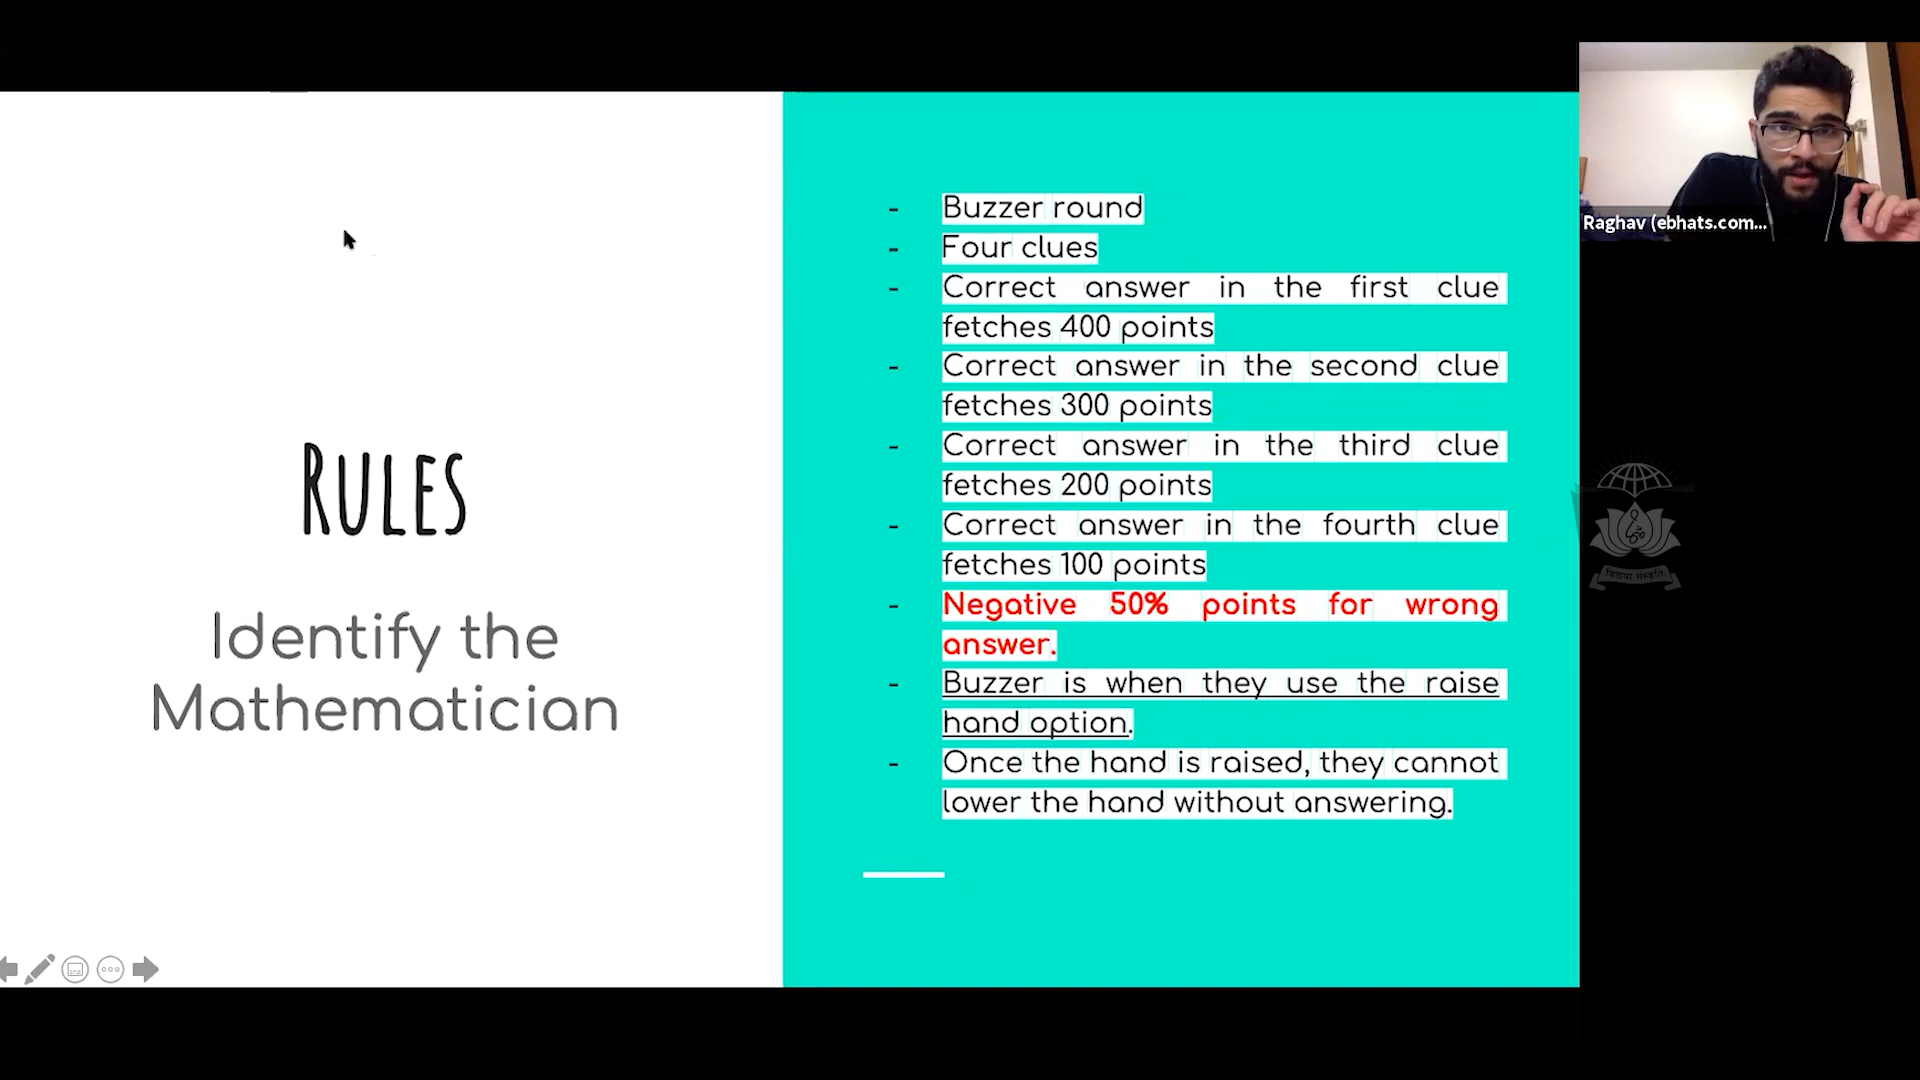 Rules
Identify the
Mathematician
- Buzzer round
- Four clues
- Correct answer in the first clue
fetches 400 points
- Correct answer in the second clue
fetches 300 points
- Correct answer in the third clue
fetches 200 points
- Correct answer in the fourth clue
fetches 100 points
- Negative 50% points for wrong
answer.
- Buzzer is when they use the raise
hand option.
- Once the hand is raised, they cannot
lower the hand without answering.
Raghav (ebhats.com...
विद्यया संस्कृतिः